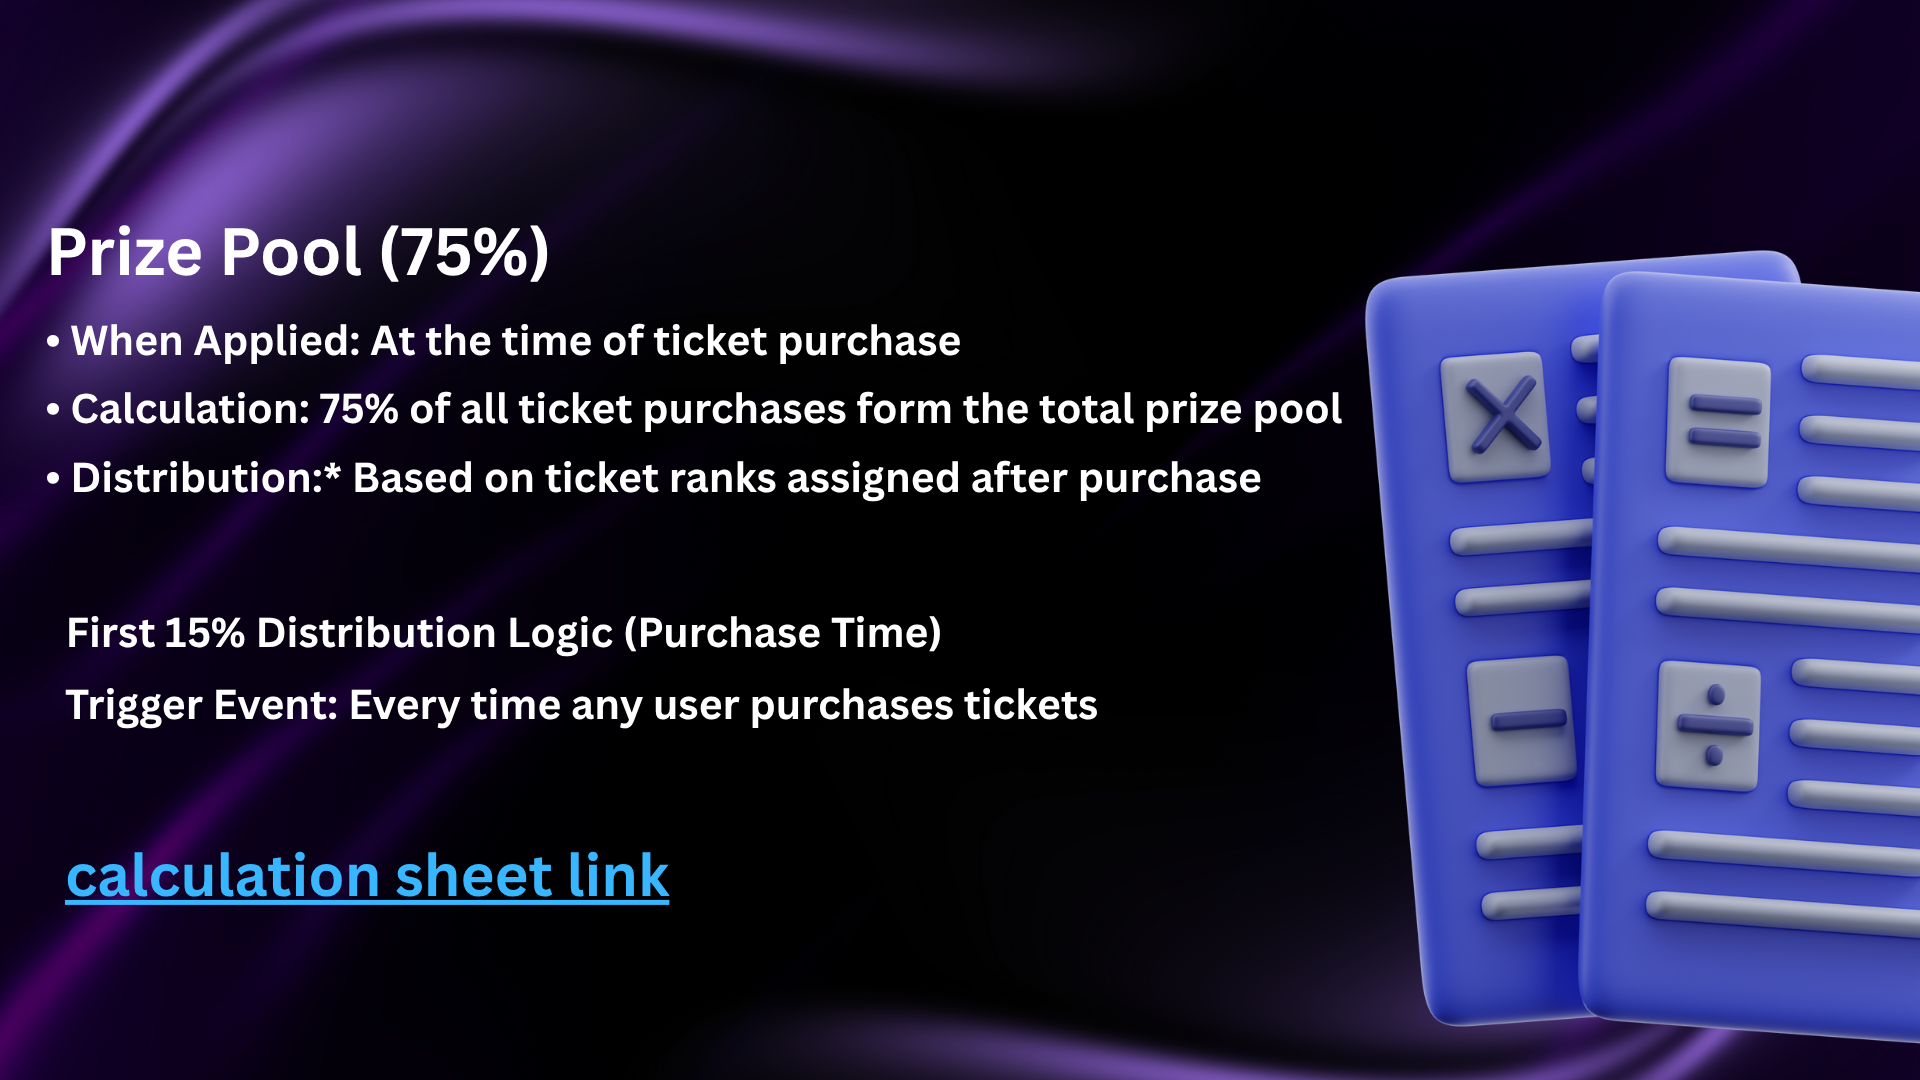 Prize Pool (75%)
• When Applied: At the time of ticket purchase
• Calculation: 75% of all ticket purchases form the total prize pool
• Distribution:* Based on ticket ranks assigned after purchase
First 15% Distribution Logic (Purchase Time)
Trigger Event: Every time any user purchases tickets
calculation sheet link